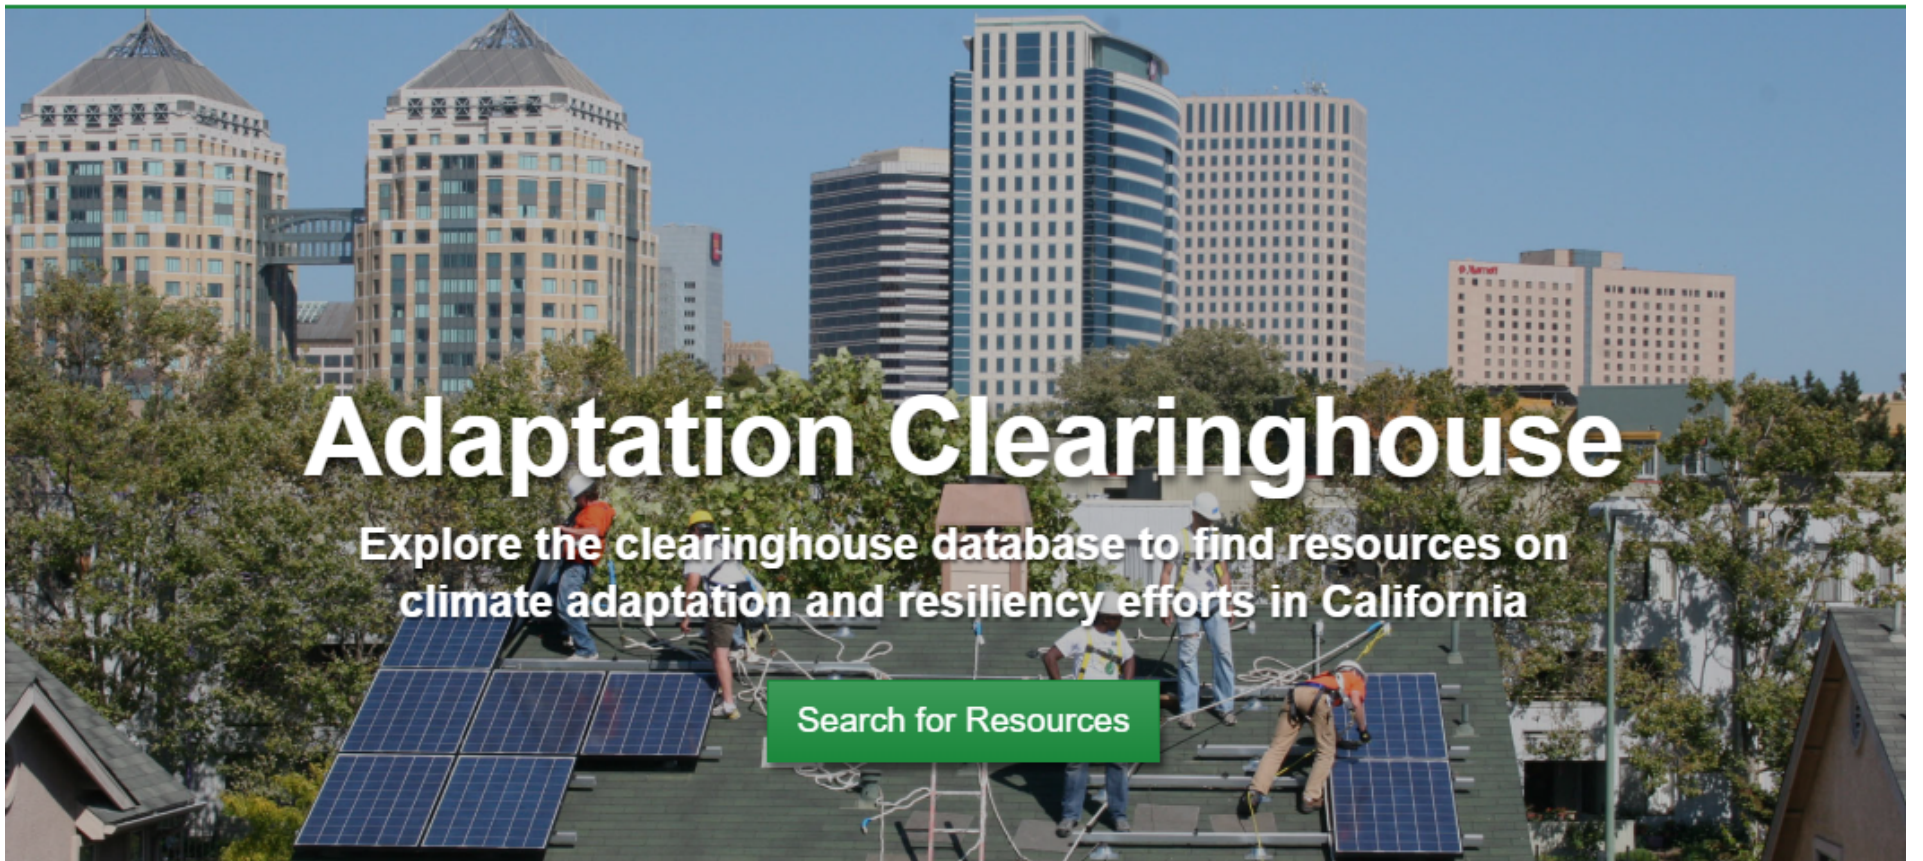 Marriott
Adaptation Clearinghouse
Explore the clearinghouse database to find resources on
climate adaptation and resiliency efforts in California
Search for Resources